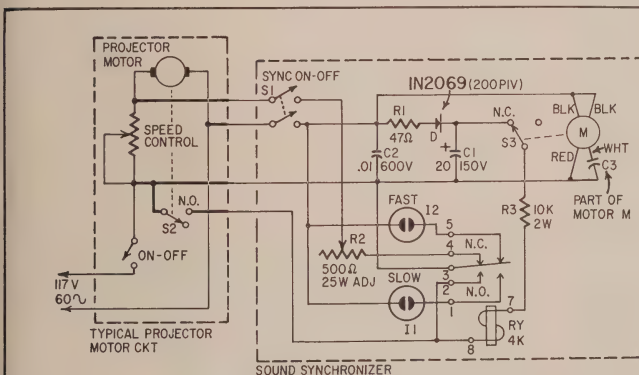 PROJECTOR
MOTOR
SPEED
CONTROL
N.O.
S2
ON-OFF
117 V
60~
TYPICAL PROJECTOR
MOTOR CKT
SYNC ON-OFF
S1
IN2069 (200PIV)
R1
47Ω
D
+
C2
.01 600V
C1
20 150V
N.C.
S3
BLK
BLK
M
RED
WHT
C3
PART OF
MOTOR M
R3
10K
2W
FAST
I2
5
4
N.C.
R2
500Ω
25W ADJ
3
2
N.O.
1
SLOW
I1
7
RY
4K
8
SOUND SYNCHRONIZER